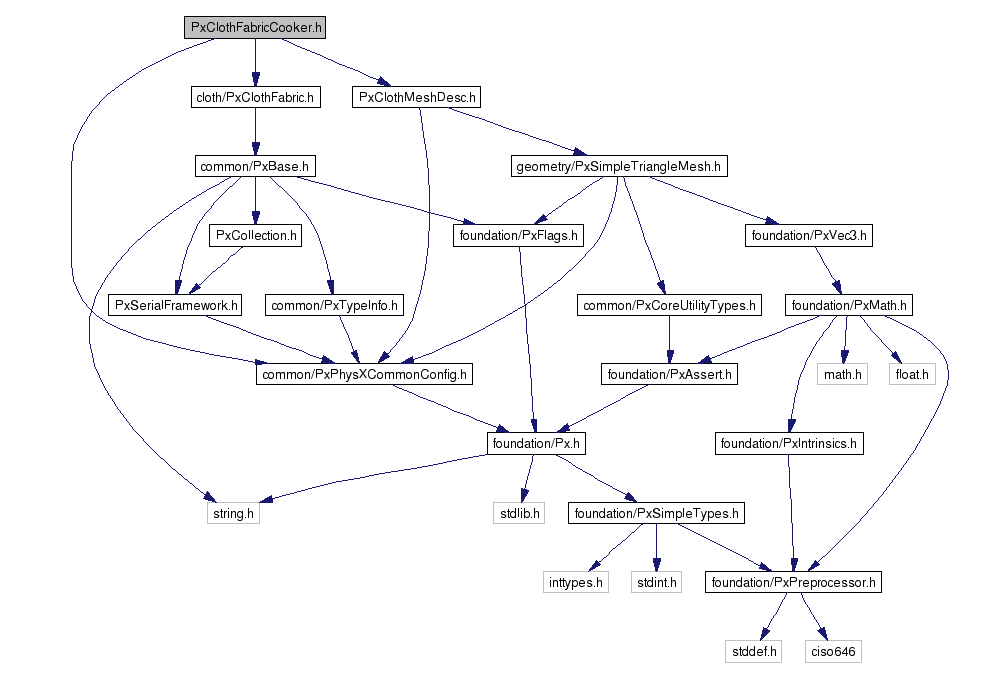 PxClothFabricCooker.h
cloth/PxClothFabric.h
PxClothMeshDesc.h
common/PxBase.h
geometry/PxSimpleTriangleMesh.h
PxCollection.h
foundation/PxFlags.h
foundation/PxVec3.h
PxSerialFramework.h
common/PxTypeInfo.h
common/PxCoreUtilityTypes.h
foundation/PxMath.h
common/PxPhysXCommonConfig.h
foundation/PxAssert.h
math.h
float.h
foundation/Px.h
foundation/PxIntrinsics.h
string.h
stdlib.h
foundation/PxSimpleTypes.h
inttypes.h
stdint.h
foundation/PxPreprocessor.h
stddef.h
ciso646